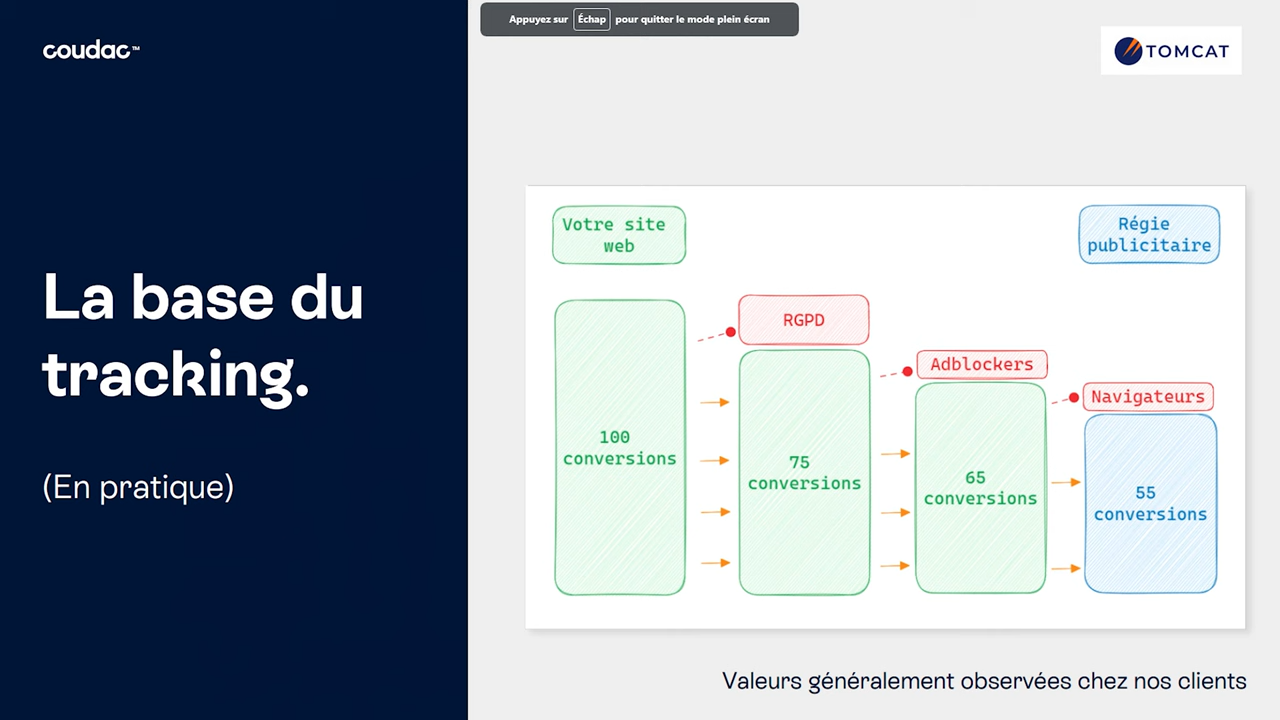 Appuyez sur Échap pour quitter le mode plein écran
coudac™
TOMCAT
La base du
tracking.
(En pratique)
Votre site
web
Régie
publicitaire
RGPD
Adblockers
Navigateurs
100
conversions
75
conversions
65
conversions
55
conversions
Valeurs généralement observées chez nos clients